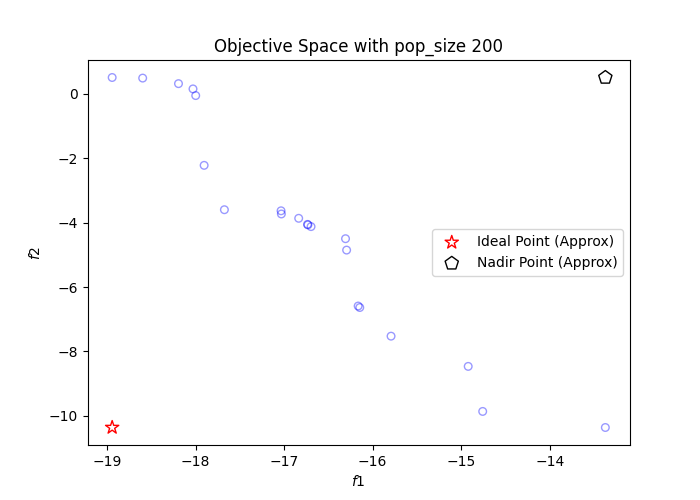 Objective Space with pop_size 200
0
−2
−4
−6
−8
−10
f2
Ideal Point (Approx)
Nadir Point (Approx)
−19
−18
−17
−16
−15
−14
f1